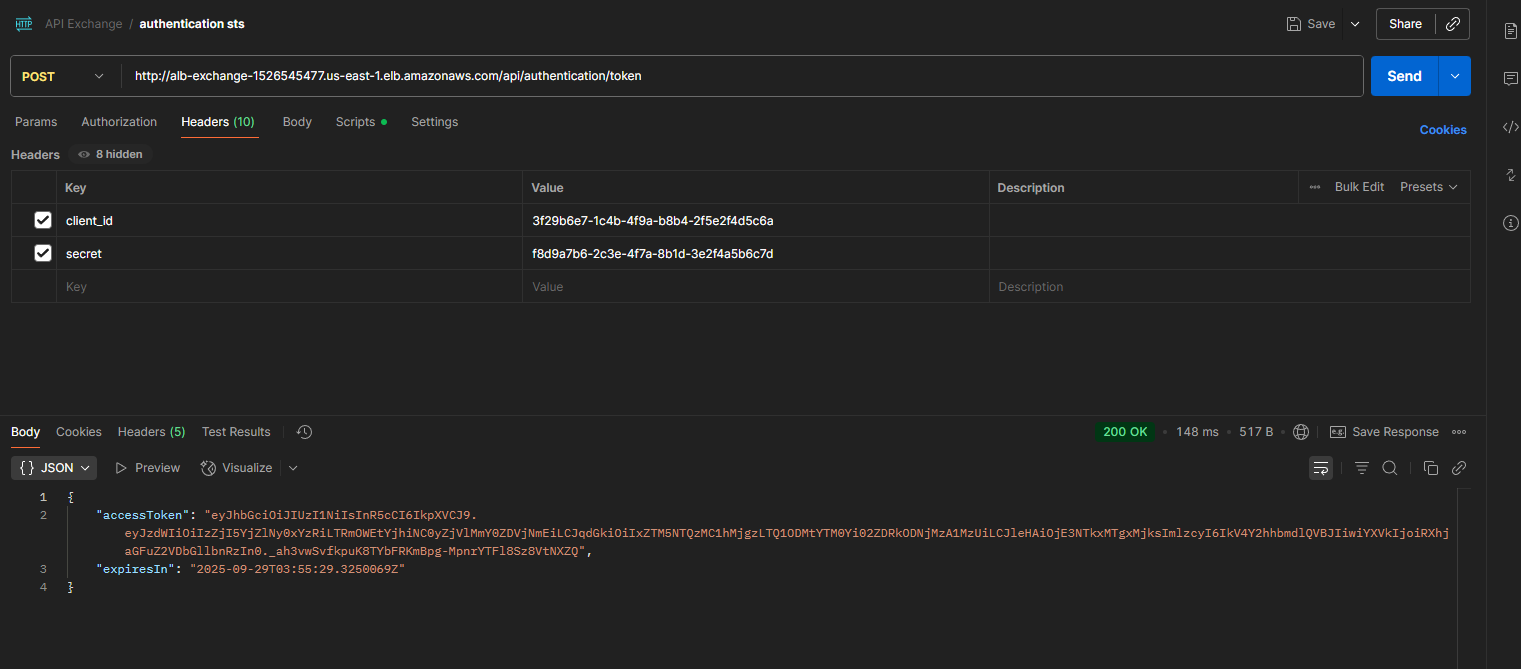 HTTP API Exchange / authentication sts Save Share
POST http://alb-exchange-1526545477.us-east-1.elb.amazonaws.com/api/authentication/token Send
Params Authorization Headers (10) Body Scripts Settings Cookies
Headers 8 hidden
Key Value Description Bulk Edit Presets
client_id 3f29b6e7-1c4b-4f9a-b8b4-2f5e2f4d5c6a
secret f8d9a7b6-2c3e-4f7a-8b1d-3e2f4a5b6c7d
Key Value Description
Body Cookies Headers (5) Test Results 200 OK 148 ms 517 B e.g. Save Response
{} JSON Preview Visualize
1 {
2 "accessToken": "eyJhbGciOiJIUzI1NiIsInR5cCI6IkpXVCJ9.
eyJzdWIiOiIzZjI5YjZlNy0xYzRiLTRmOWEtYjhiNC0yZjVlMmY0ZDVjNmEiLCJqdGkiOiIxZTM5NTQzMC1hMjgzLTQ1ODMtYTM0Yi02ZDRkODNjMzA1MzUiLCJleHAiOjE3NTkxMTgxMjksImlzcyI6IkV4Y2hhbmdlQVBJIiwiYXVkIjoiRXhj
aGFuZ2VDbGllbnRzIn0._ah3vwSvfkpuK8TYbFRKmBpg-MpnrYTFl8Sz8VtNXZQ",
3 "expiresIn": "2025-09-29T03:55:29.3250069Z"
4 }